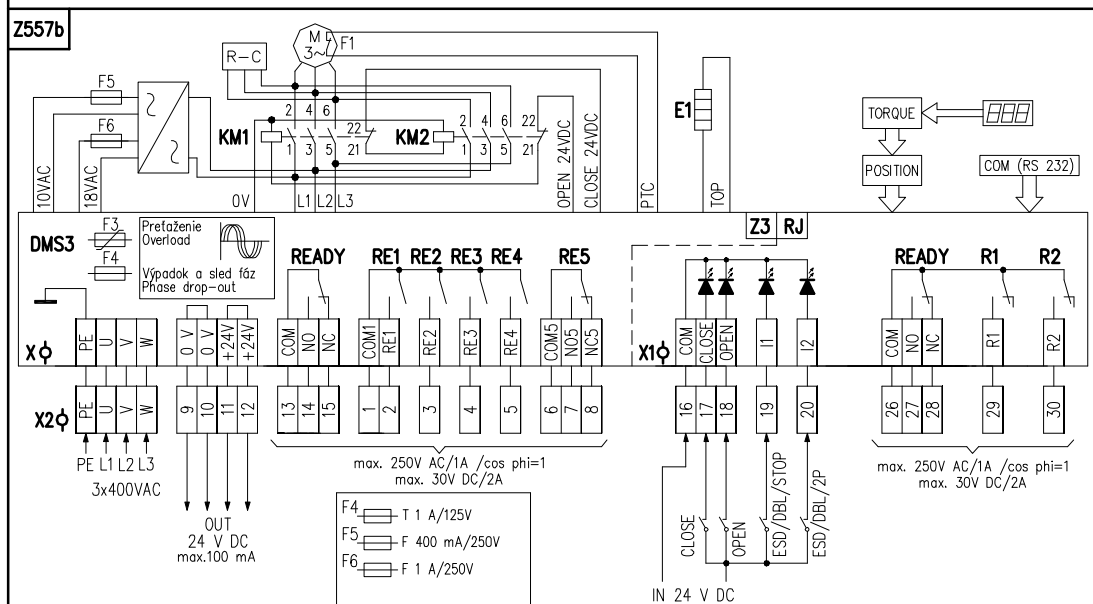 Z557b
M
3~
F1
R-C
F5
F6
2 4 6
22
2 4 6
22
KM1
KM2
1 3 5
21
1 3 5
21
E1
TORQUE
POSITION
COM (RS 232)
10VAC
18VAC
0V
L1 L2 L3
OPEN 24VDC
CLOSE 24VDC
PTC
TOP
DMS3
F3
F4
Preťaženie
Overload
Výpadok a sled fáz
Phase drop-out
Z3 RJ
READY
RE1 RE2 RE3 RE4
RE5
READY
R1
R2
X
PE U V W
0 V 0 V +24V +24V
COM NO NC
COM1 RE1
RE2
RE3
RE4
COM5 NO5 NC5
X1
COM CLOSE OPEN
I1
I2
COM NO NC
R1
R2
X2
PE U V W
9 10 11 12
13 14 15
1 2
3
4
5
6 7 8
16 17 18
19
20
26 27 28
29
30
PE L1 L2 L3
3x400VAC
OUT
24 V DC
max.100 mA
max. 250V AC/1A /cos phi=1
max. 30V DC/2A
F4 T 1 A/125V
F5 F 400 mA/250V
F6 F 1 A/250V
CLOSE
OPEN
ESD/DBL/STOP
ESD/DBL/2P
IN 24 V DC
max. 250V AC/1A /cos phi=1
max. 30V DC/2A